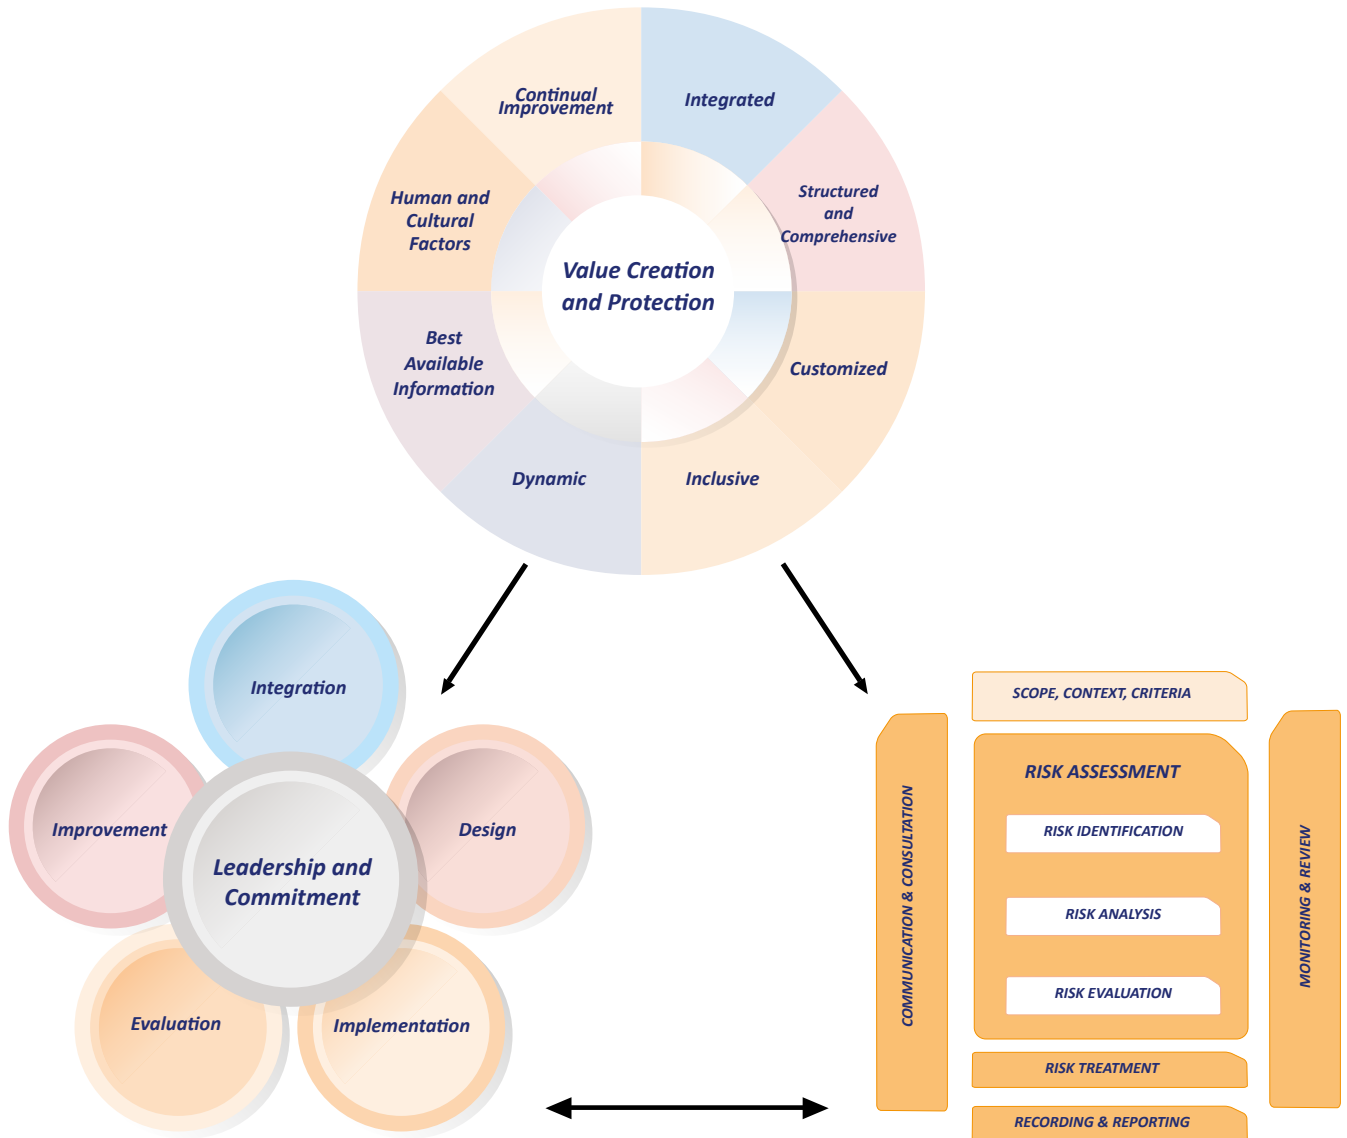 Continual
Improvement
Integrated
Structured
and
Comprehensive
Human and
Cultural
Factors
Value Creation
and Protection
Best
Available
Information
Customized
Dynamic
Inclusive
Integration
Improvement
Design
Leadership and
Commitment
Evaluation
Implementation
SCOPE, CONTEXT, CRITERIA
COMMUNICATION & CONSULTATION
RISK ASSESSMENT
RISK IDENTIFICATION
RISK ANALYSIS
RISK EVALUATION
MONITORING & REVIEW
RISK TREATMENT
RECORDING & REPORTING